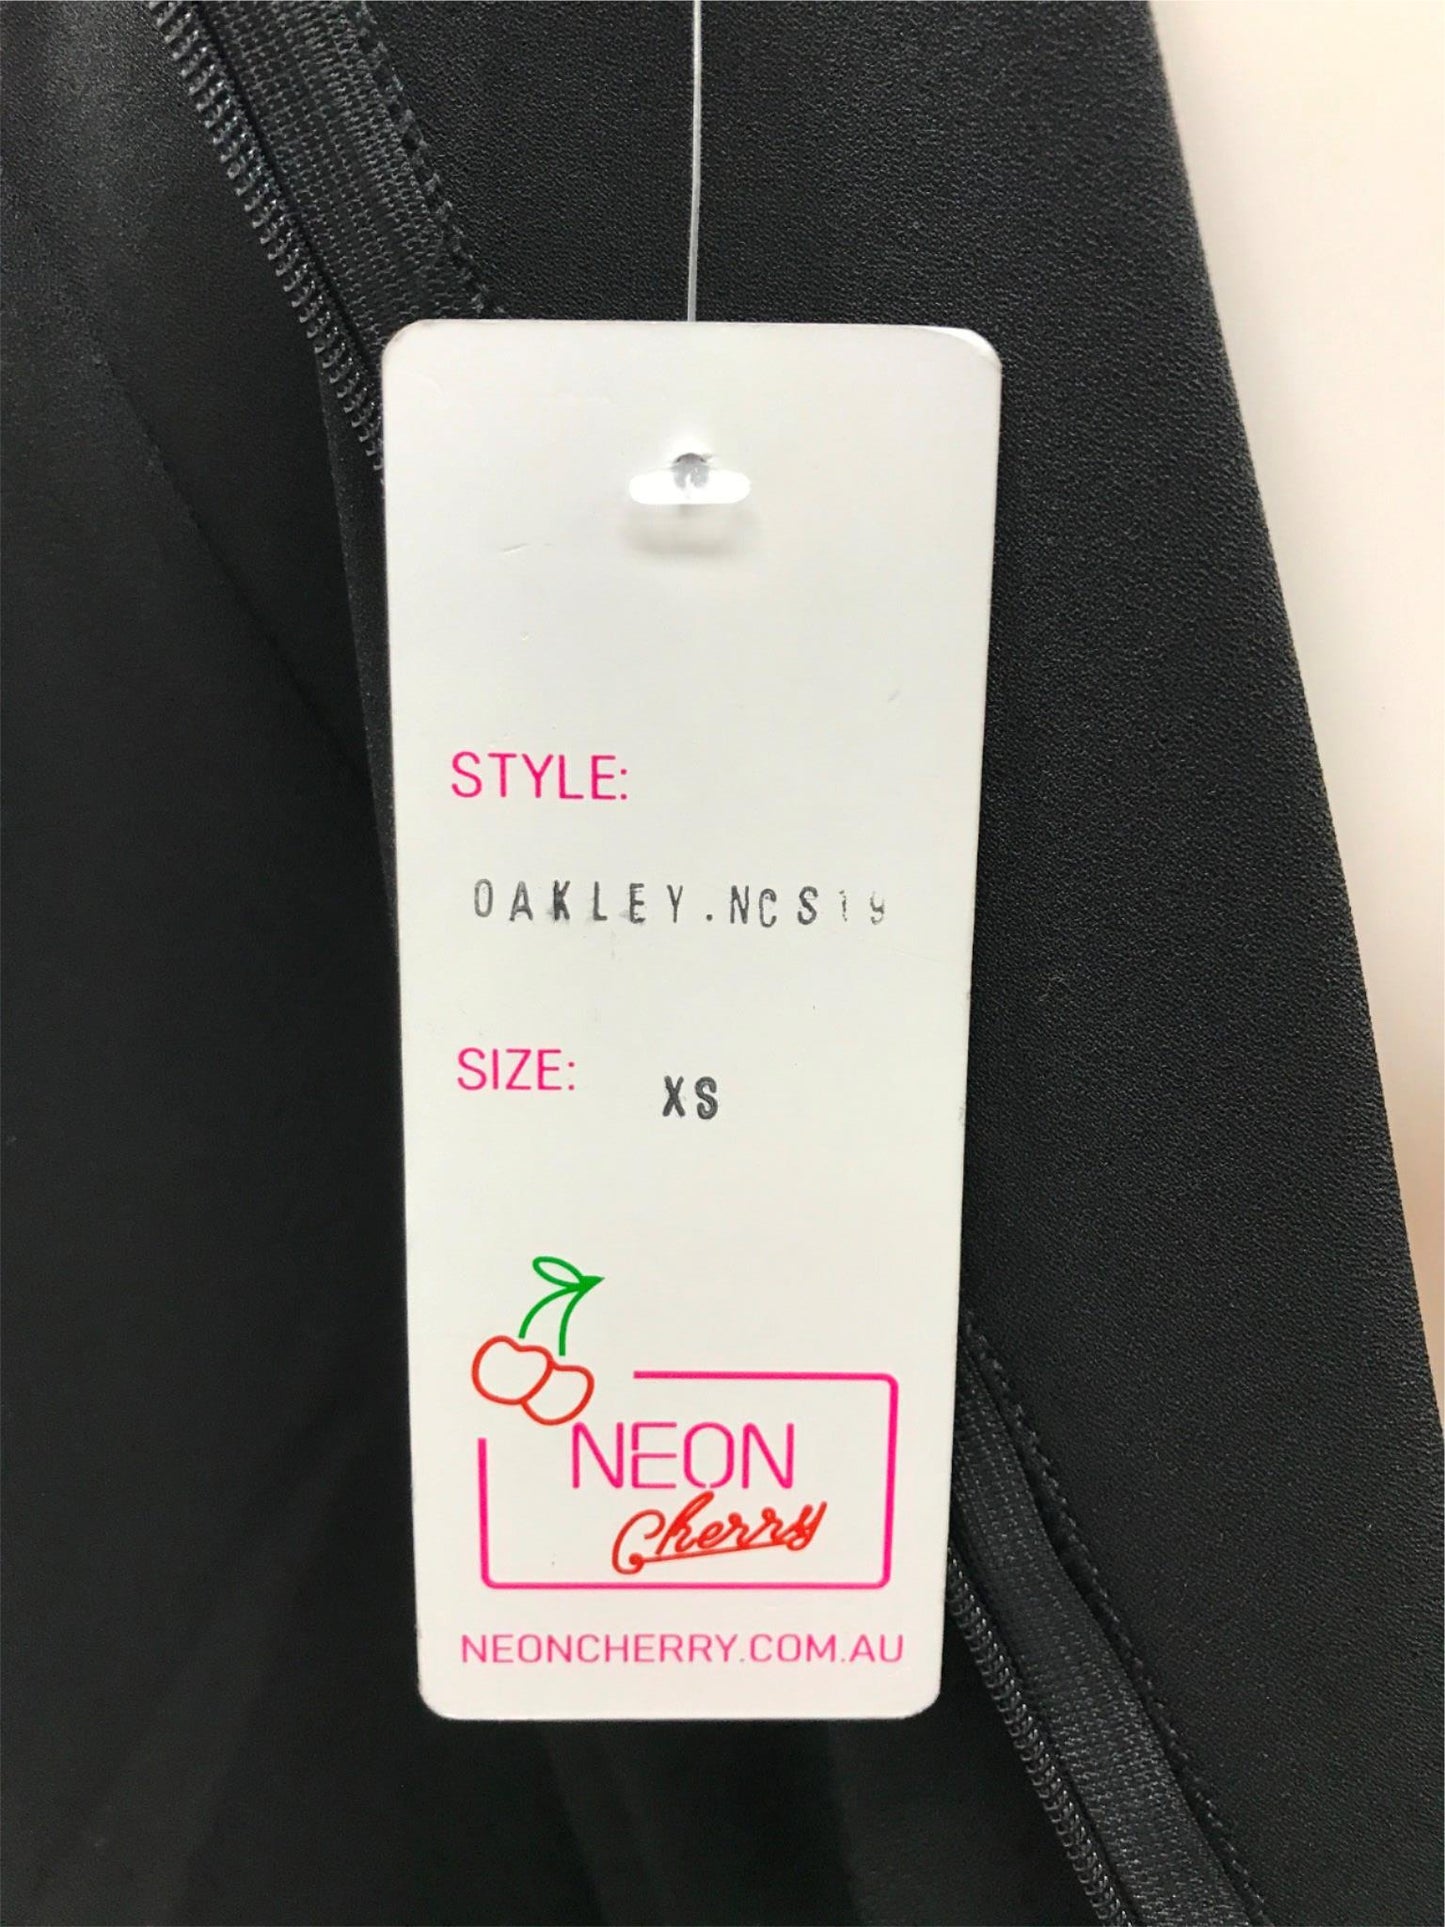 STYLE:
OAKLEY.NCS19
SIZE: XS
NEON
Cherry
NEONCHERRY.COM.AU